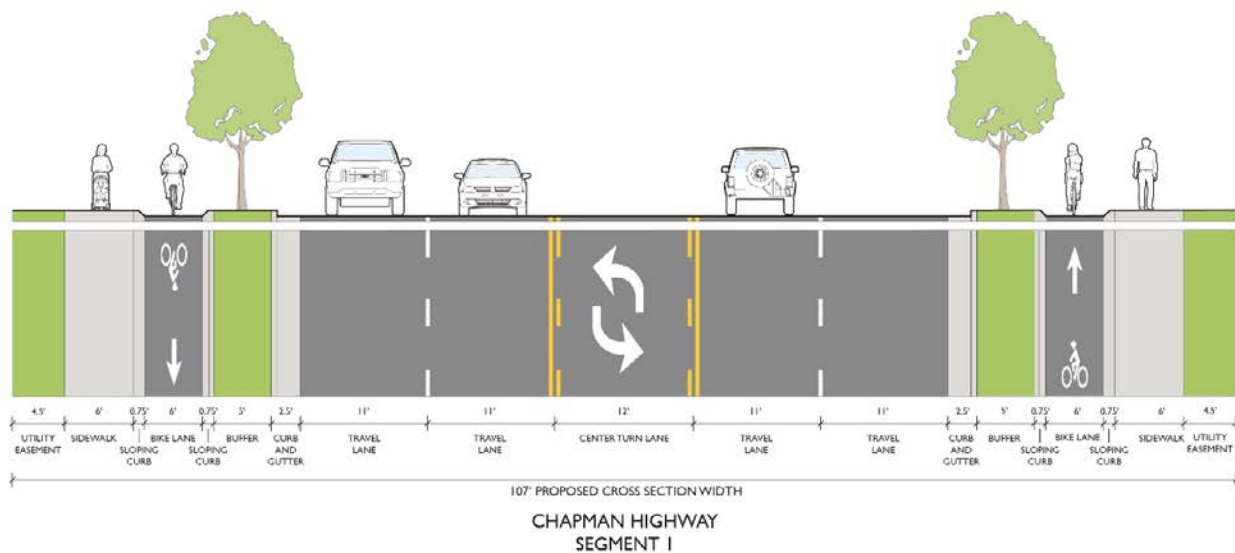 4.5' 6' 0.75' 6' 0.75' 5' 2.5' 11' 11' 12' 11' 11' 2.5' 5' 0.75' 6' 0.75' 6' 4.5'
UTILITY
EASEMENT
SIDEWALK
SLOPING
CURB
BIKE LANE
SLOPING
CURB
BUFFER
CURB
AND
GUTTER
TRAVEL
LANE
TRAVEL
LANE
CENTER TURN LANE
TRAVEL
LANE
TRAVEL
LANE
CURB
AND
GUTTER
BUFFER
SLOPING
CURB
BIKE LANE
SLOPING
CURB
SIDEWALK
UTILITY
EASEMENT
107' PROPOSED CROSS SECTION WIDTH
CHAPMAN HIGHWAY
SEGMENT 1